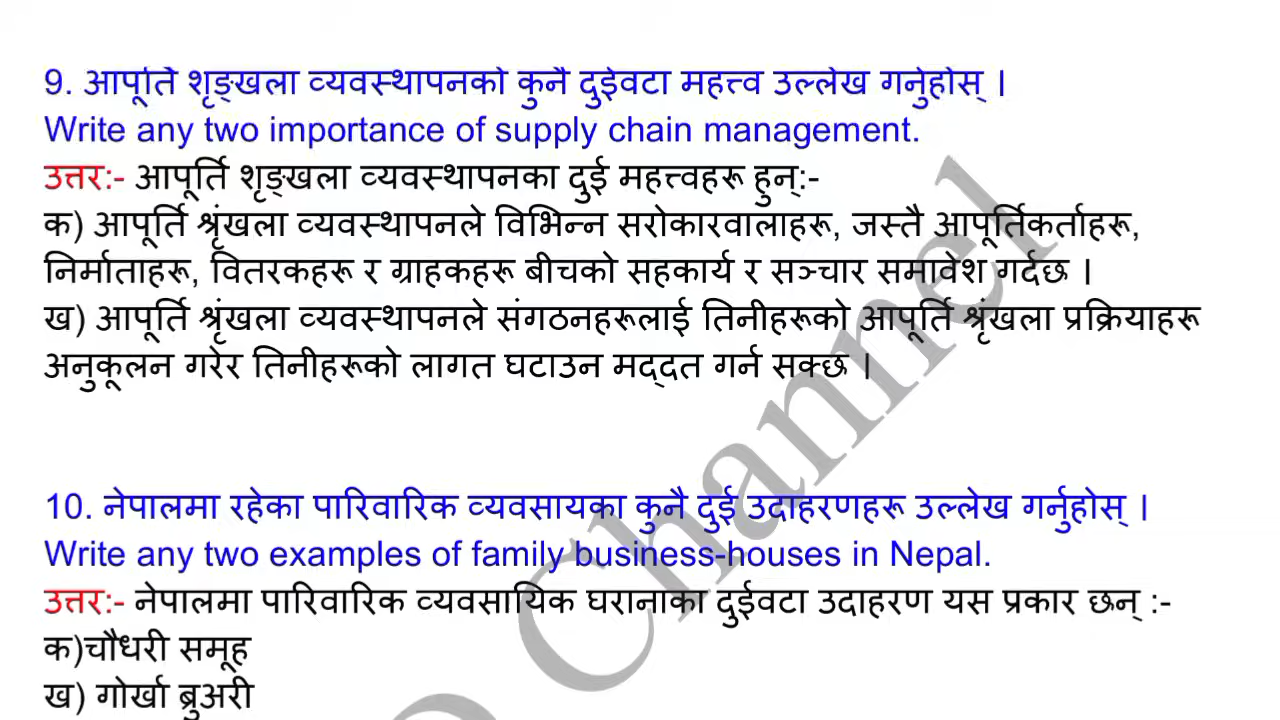 9. आपूर्ति शृङ्खला व्यवस्थापनको कुनै दुईवटा महत्त्व उल्लेख गर्नुहोस् ।
Write any two importance of supply chain management.
उत्तर:- आपूर्ति शृङ्खला व्यवस्थापनका दुई महत्त्वहरू हुन्:-
क) आपूर्ति श्रृंखला व्यवस्थापनले विभिन्न सरोकारवालाहरू, जस्तै आपूर्तिकर्ताहरू,
निर्माताहरू, वितरकहरू र ग्राहकहरू बीचको सहकार्य र सञ्चार समावेश गर्दछ ।
ख) आपूर्ति श्रृंखला व्यवस्थापनले संगठनहरूलाई तिनीहरूको आपूर्ति श्रृंखला प्रक्रियाहरू
अनुकूलन गरेर तिनीहरूको लागत घटाउन मद्दत गर्न सक्छ ।
10. नेपालमा रहेका पारिवारिक व्यवसायका कुनै दुई उदाहरणहरू उल्लेख गर्नुहोस् ।
Write any two examples of family business-houses in Nepal.
उत्तर:- नेपालमा पारिवारिक व्यवसायिक घरानाका दुईवटा उदाहरण यस प्रकार छन् :-
क)चौधरी समूह
ख) गोर्खा ब्रुअरी
Channel